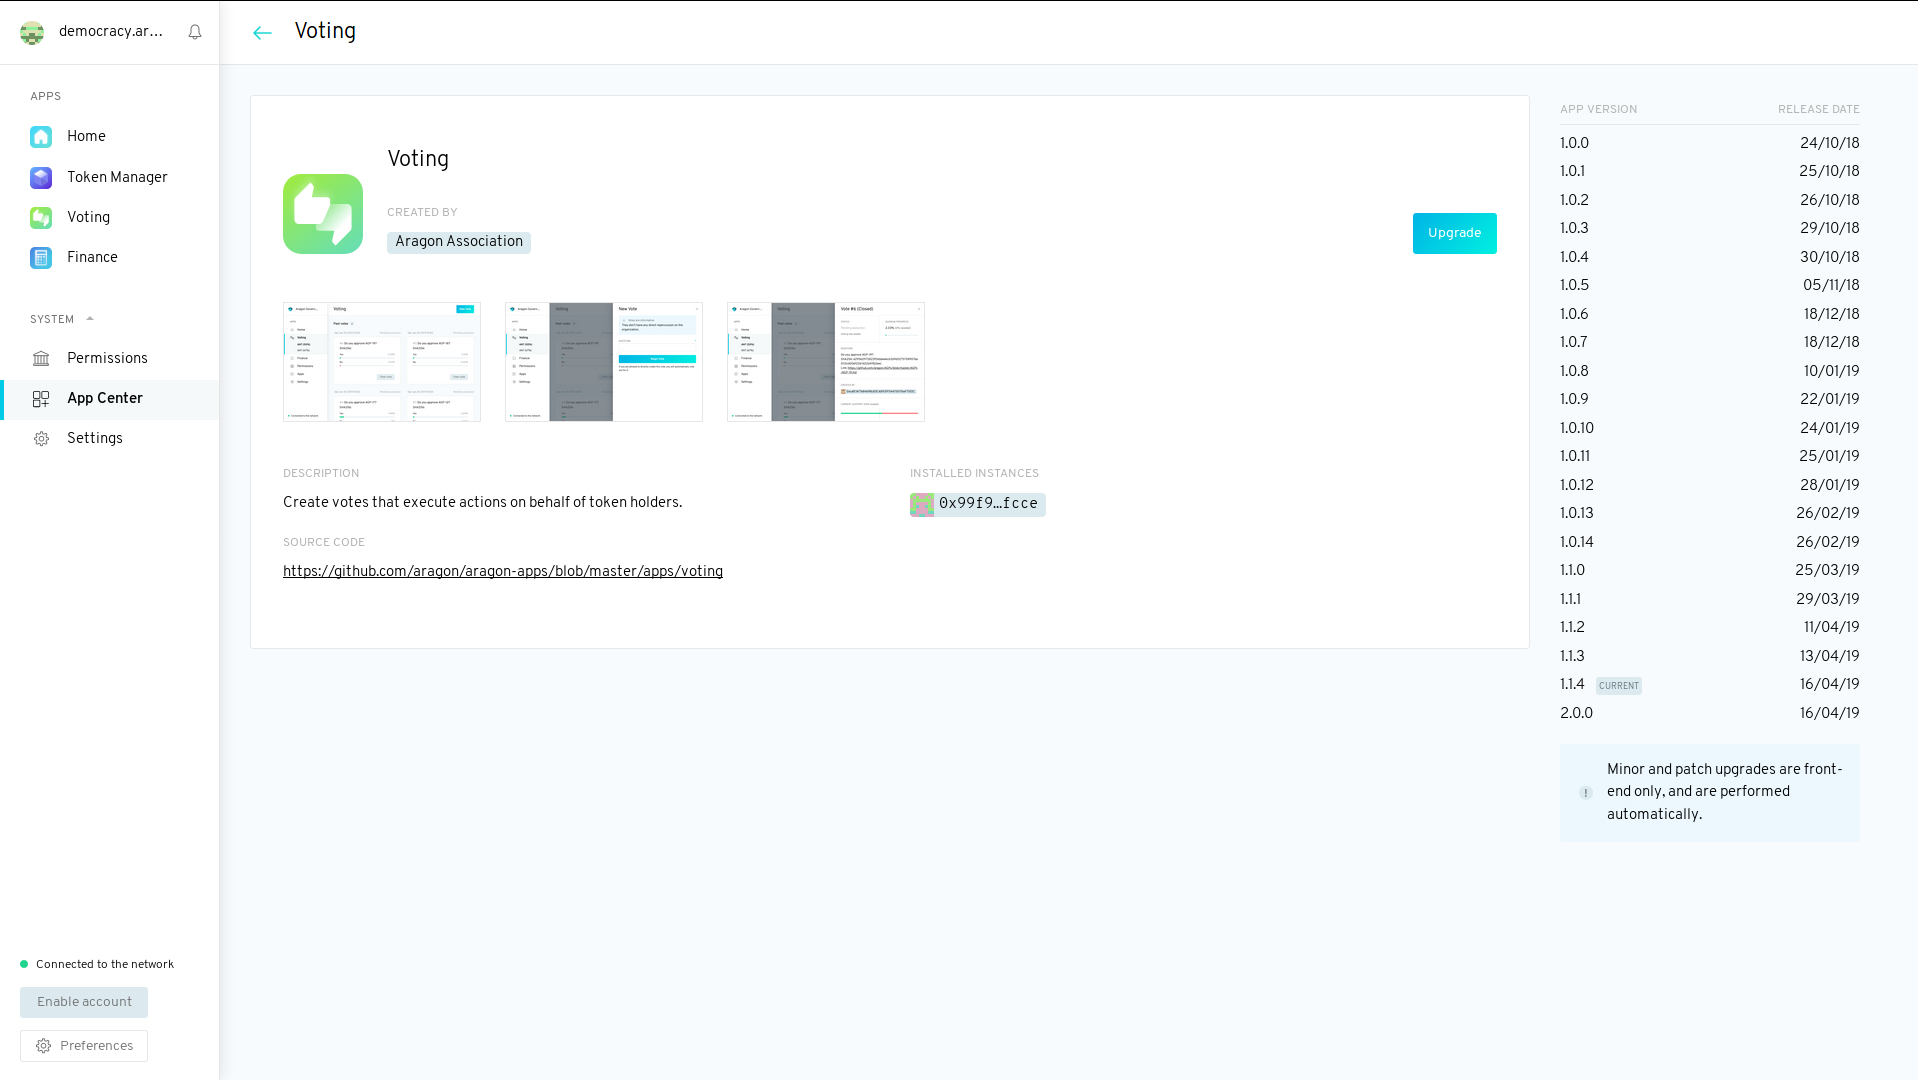 democracy.ar...
Voting
APPS
Home
Token Manager
Voting
Finance
SYSTEM
Permissions
App Center
Settings
Connected to the network
Enable account
Preferences
Voting
CREATED BY
Aragon Association
Upgrade
Voting
New Vote
Voting
DESCRIPTION
Create votes that execute actions on behalf of token holders.
SOURCE CODE
https://github.com/aragon/aragon-apps/blob/master/apps/voting
INSTALLED INSTANCES
0x99f9…fcce
APP VERSION RELEASE DATE
1.0.0 24/10/18
1.0.1 25/10/18
1.0.2 26/10/18
1.0.3 29/10/18
1.0.4 30/10/18
1.0.5 05/11/18
1.0.6 18/12/18
1.0.7 18/12/18
1.0.8 10/01/19
1.0.9 22/01/19
1.0.10 24/01/19
1.0.11 25/01/19
1.0.12 28/01/19
1.0.13 26/02/19
1.0.14 26/02/19
1.1.0 25/03/19
1.1.1 29/03/19
1.1.2 11/04/19
1.1.3 13/04/19
1.1.4 CURRENT 16/04/19
2.0.0 16/04/19
Minor and patch upgrades are front-
end only, and are performed
automatically.